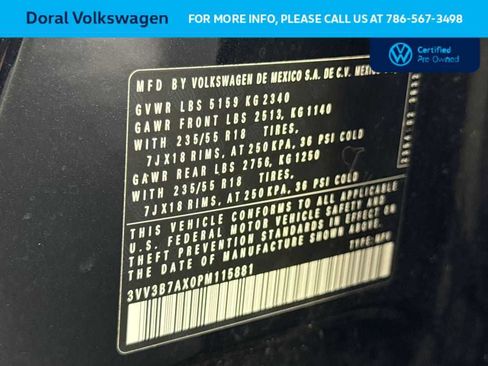 Doral Volkswagen
FOR MORE INFO, PLEASE CALL US AT 786-567-3498
Certified
Pre-Owned
MFD BY VOLKSWAGEN DE MEXICO S.A. DE C.V. MEXICO
GVWR LBS 5159 KG 2340
GAWR FRONT LBS 2513, KG 1140
WITH 235/55 R18 TIRES,
7JX18 RIMS, AT 250 KPA, 36 PSI COLD
GAWR REAR LBS 2756, KG 1250
WITH 235/55 R18 TIRES,
7JX18 RIMS, AT 250 KPA, 36 PSI COLD
THIS VEHICLE CONFORMS TO ALL APPLICABLE
U.S. FEDERAL MOTOR VEHICLE SAFETY AND
THEFT PREVENTION STANDARDS IN EFFECT ON
THE DATE OF MANUFACTURE SHOWN ABOVE.
TYPE: MPV
3VV3B7AX0PM115881